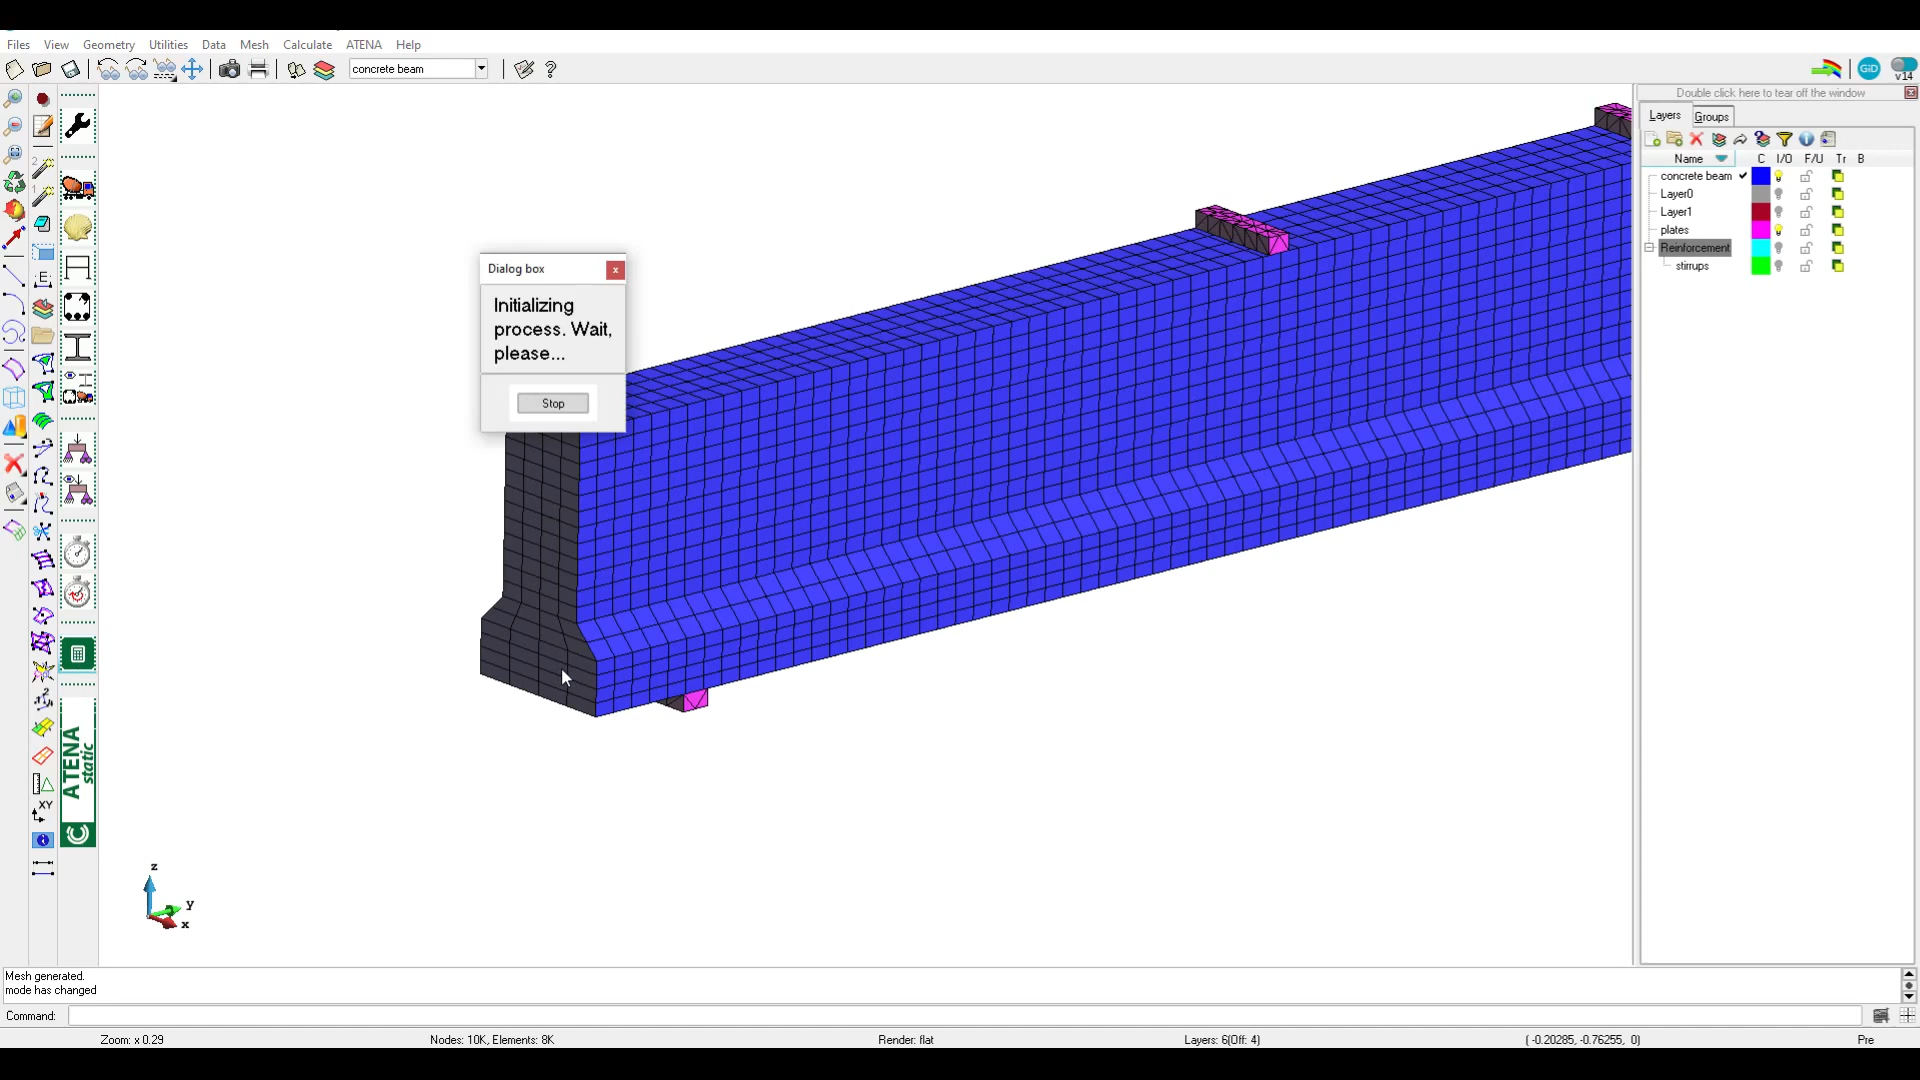 Files View Geometry Utilities Data Mesh Calculate ATENA Help
concrete beam
GiD
v14
Double click here to tear off the window
Layers Groups
Name C I/O F/U Tr B
concrete beam
Layer0
Layer1
plates
Reinforcement
stirrups
Dialog box
Initializing
process. Wait,
please...
Stop
ATENA
static
XY
z
y
x
Mesh generated.
mode has changed
Command:
Zoom: x 0.29 Nodes: 10K, Elements: 8K Render: flat Layers: 6(Off: 4) ( -0.20285, -0.76255, 0) Pre